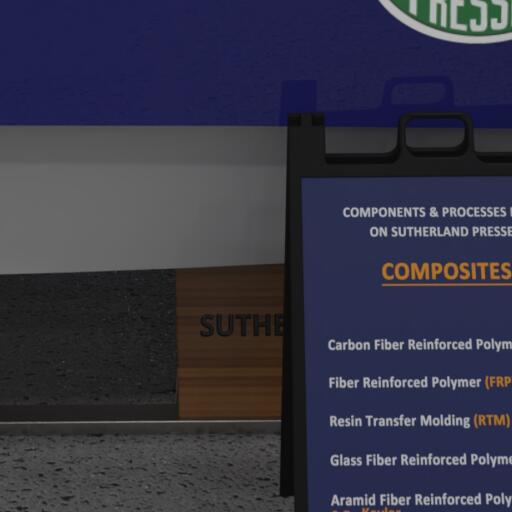 PRESS
COMPONENTS & PROCESSES
ON SUTHERLAND PRESSE
COMPOSITES
SUTHE
Carbon Fiber Reinforced Polym
Fiber Reinforced Polymer (FRP
Resin Transfer Molding (RTM)
Glass Fiber Reinforced Polyme
Aramid Fiber Reinforced Poly